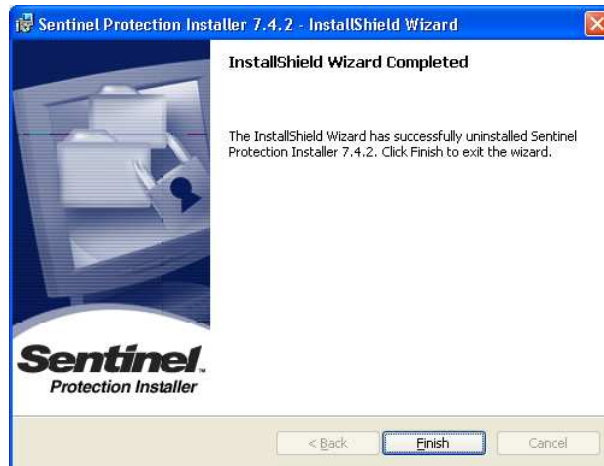 Sentinel Protection Installer 7.4.2 - InstallShield Wizard
InstallShield Wizard Completed
The InstallShield Wizard has successfully uninstalled Sentinel
Protection Installer 7.4.2. Click Finish to exit the wizard.
Sentinel™
Protection Installer
< Back
Finish
Cancel